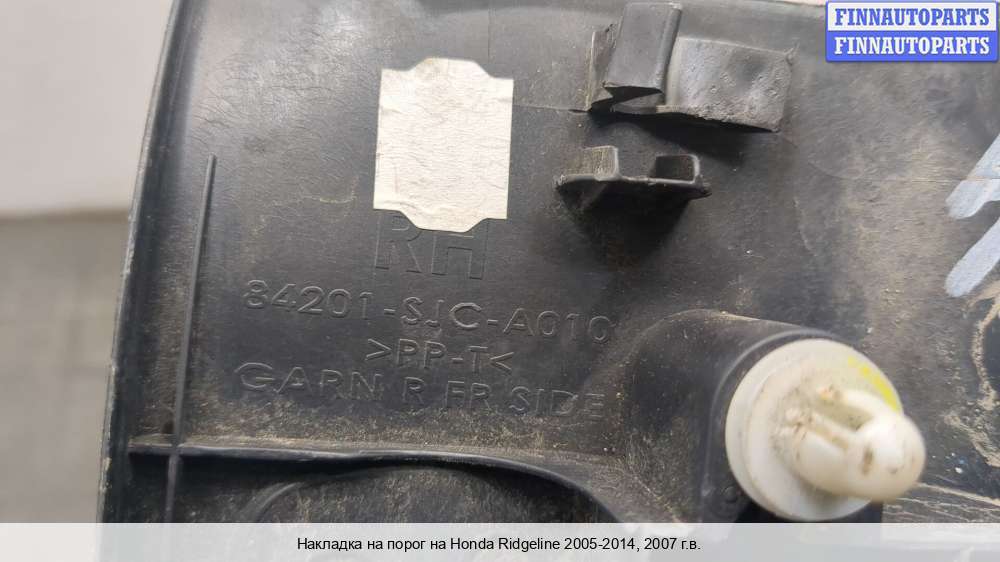 FINNAUTOPARTS
FINNAUTOPARTS
RH
84201-SJC-A010
>PP-T<
GARN R FR SIDE
Накладка на порог на Honda Ridgeline 2005-2014, 2007 г.в.